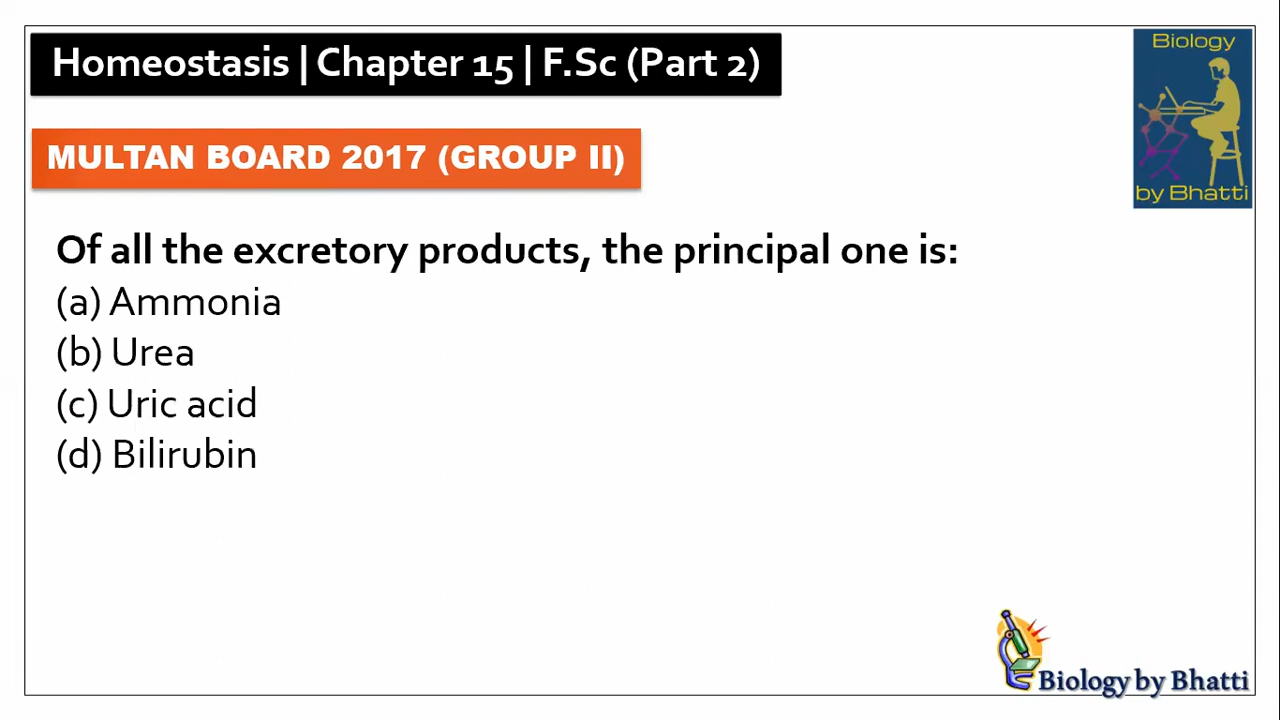 Homeostasis | Chapter 15 | F.Sc (Part 2)
Biology
by Bhatti
MULTAN BOARD 2017 (GROUP II)
Of all the excretory products, the principal one is:
(a) Ammonia
(b) Urea
(c) Uric acid
(d) Bilirubin
Biology by Bhatti